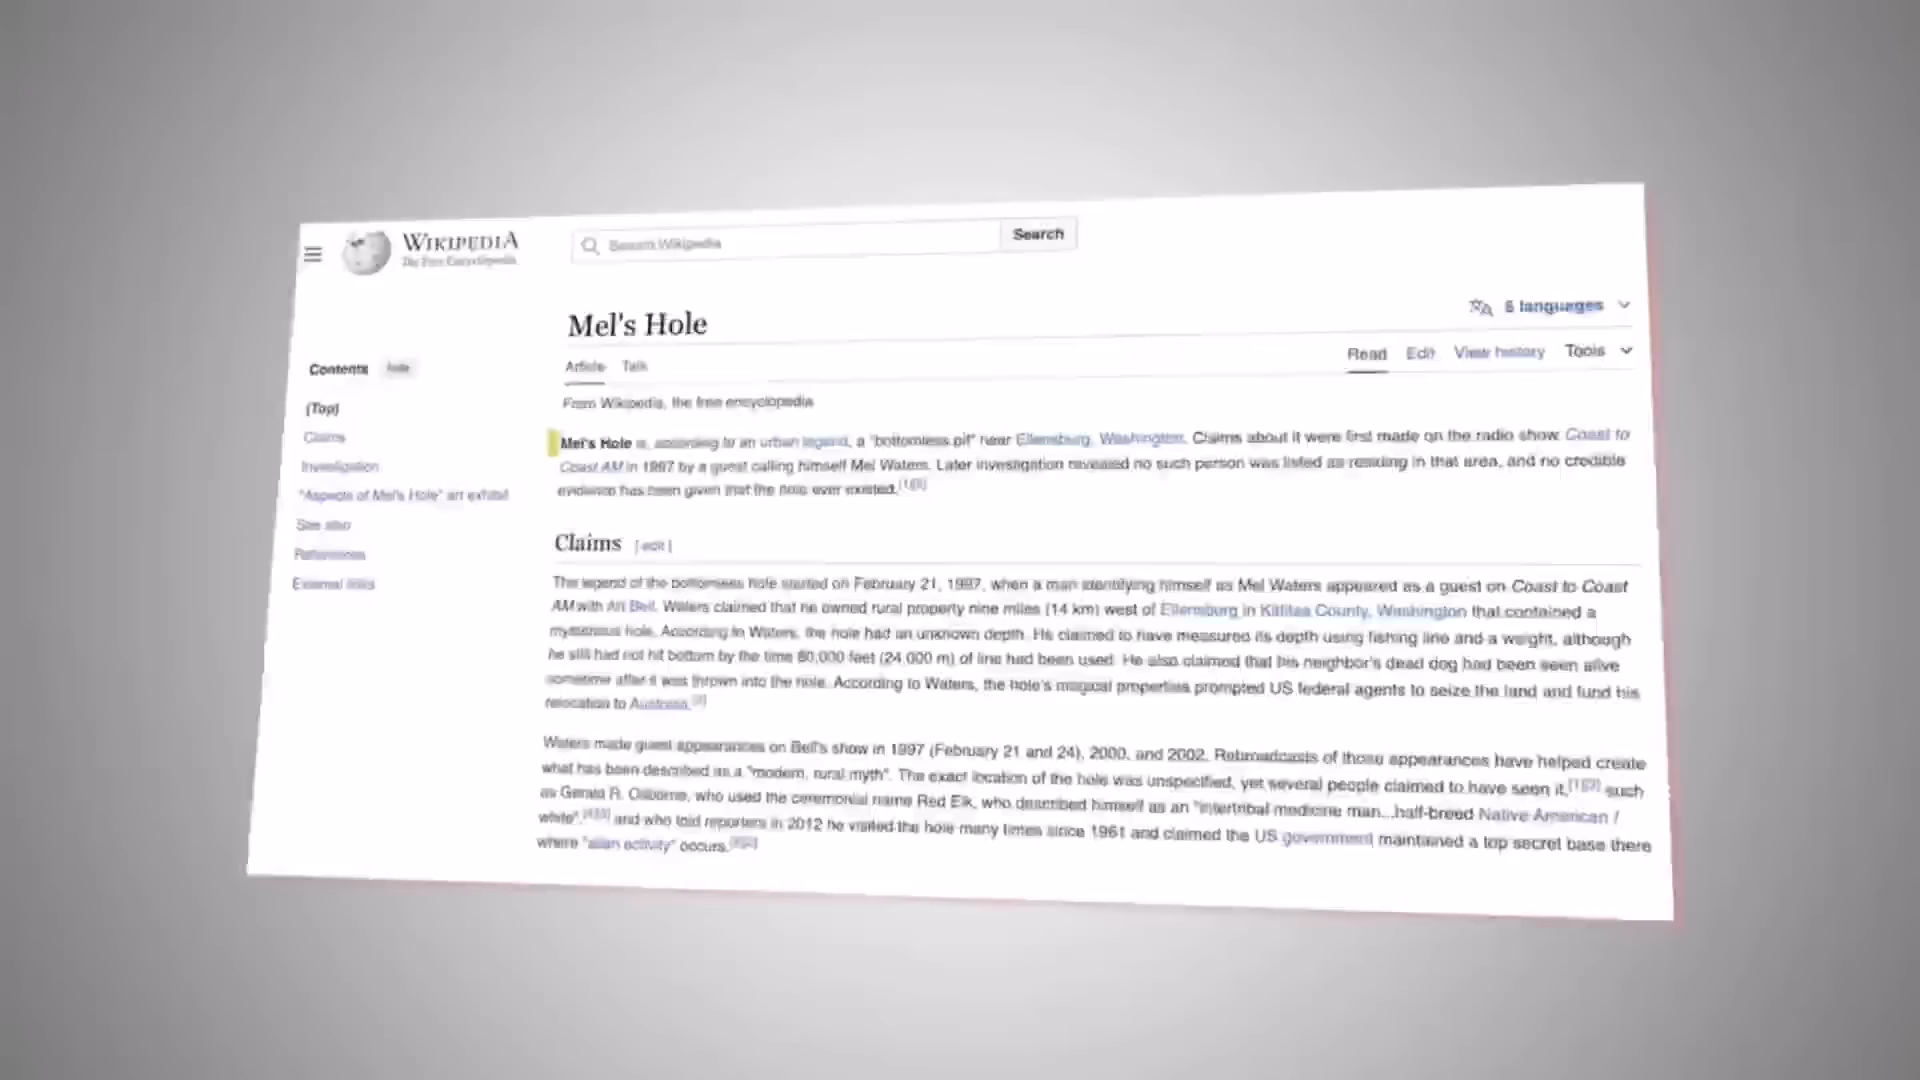 WIKIPEDIA
The Free Encyclopedia
Search Wikipedia
Search
Mel's Hole
6 languages
Article Talk
Read Edit View history Tools
From Wikipedia, the free encyclopedia
Contents hide
(Top)
Claims
Investigation
"Aspects of Mel's Hole" art exhibit
See also
References
External links
Mel's Hole is, according to an urban legend, a "bottomless pit" near Ellensburg, Washington. Claims about it were first made on the radio show Coast to
Coast AM in 1997 by a guest calling himself Mel Waters. Later investigation revealed no such person was listed as residing in that area, and no credible
evidence has been given that the hole ever existed.
Claims [ edit ]
The legend of the bottomless hole started on February 21, 1997, when a man identifying himself as Mel Waters appeared as a guest on Coast to Coast
AM with Art Bell. Waters claimed that he owned rural property nine miles (14 km) west of Ellensburg in Kittitas County, Washington that contained a
mysterious hole. According to Waters, the hole had an unknown depth. He claimed to have measured its depth using fishing line and a weight, although
he still had not hit bottom by the time 80,000 feet (24,000 m) of line had been used. He also claimed that his neighbor's dead dog had been seen alive
sometime after it was thrown into the hole. According to Waters, the hole's magical properties prompted US federal agents to seize the land and fund his
relocation to Australia.
Waters made guest appearances on Bell's show in 1997 (February 21 and 24), 2000, and 2002. Rebroadcasts of those appearances have helped create
what has been described as a "modern, rural myth". The exact location of the hole was unspecified, yet several people claimed to have seen it, such
as Gerald R. Osborne, who used the ceremonial name Red Elk, who described himself as an "intertribal medicine man...half-breed Native American /
white", and who told reporters in 2012 he visited the hole many times since 1961 and claimed the US government maintained a top secret base there
where "alien activity" occurs.